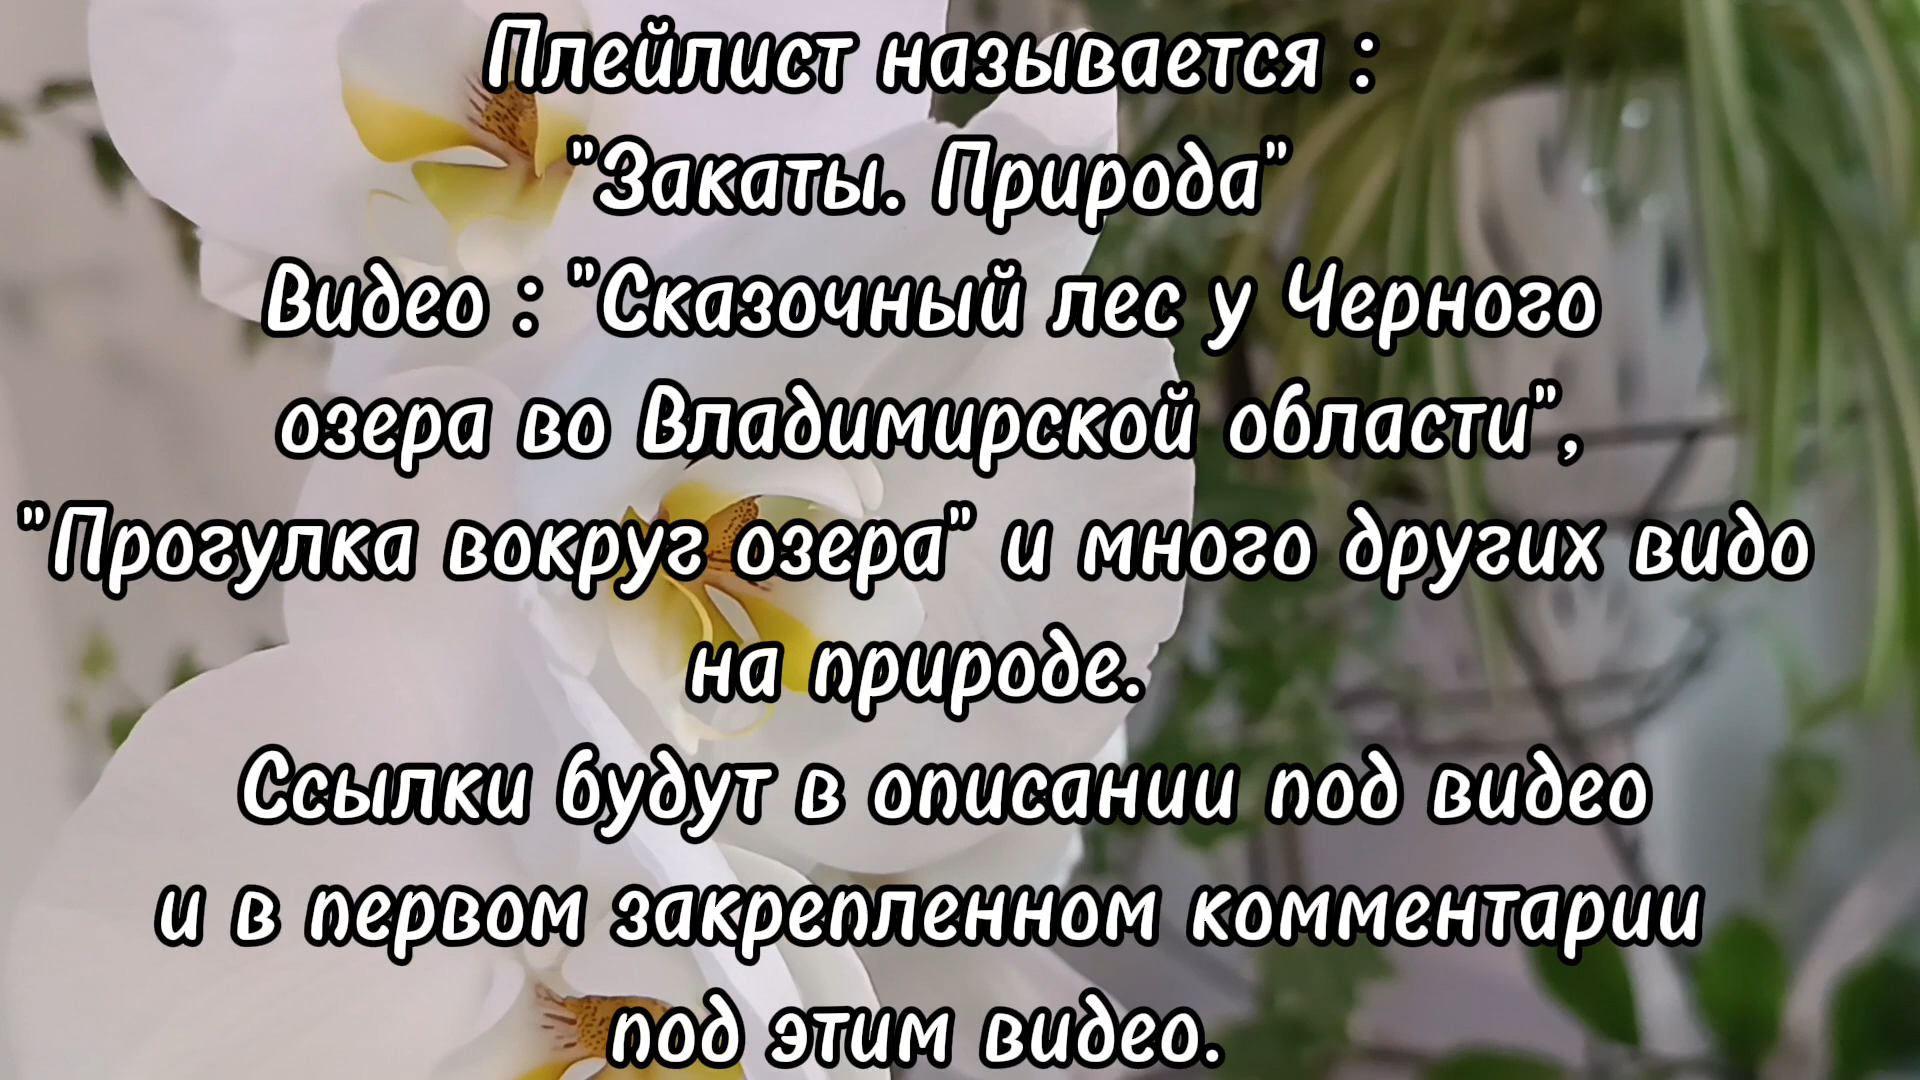 Плейлист называется :
"Закаты. Природа"
Видео : "Сказочный лес у Черного
озера во Владимирской области",
"Прогулка вокруг озера" и много других видо
на природе.
Ссылки будут в описании под видео
и в первом закрепленном комментарии
под этим видео.